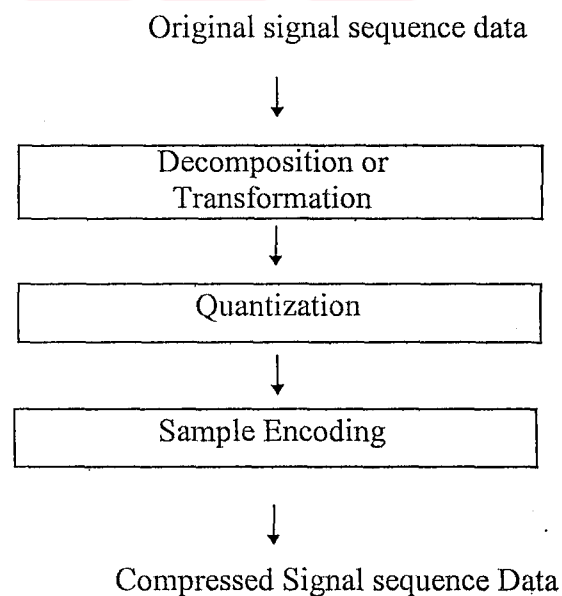 Original signal sequence data
Decomposition or
Transformation
Quantization
Sample Encoding
Compressed Signal sequence Data